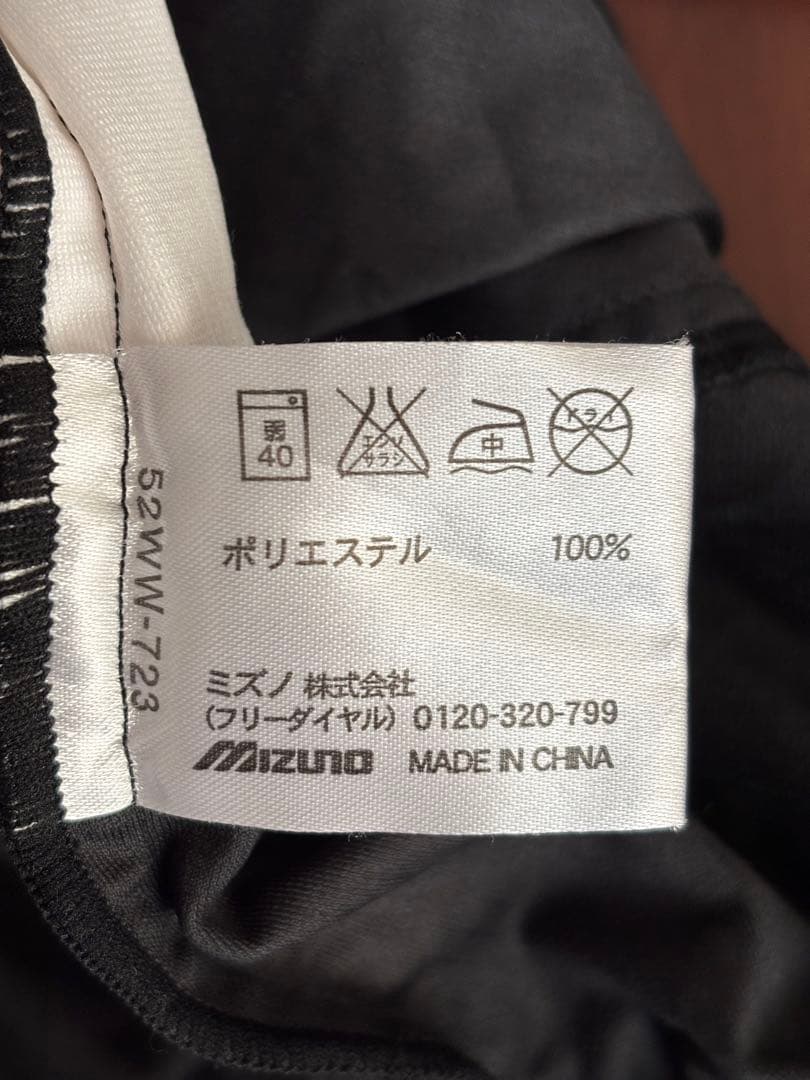 弱
40
エンソ
サラシ
中
ドライ
ポリエステル 100%
52WW-723
ミズノ 株式会社
(フリーダイヤル) 0120-320-799
MIZUNO MADE IN CHINA